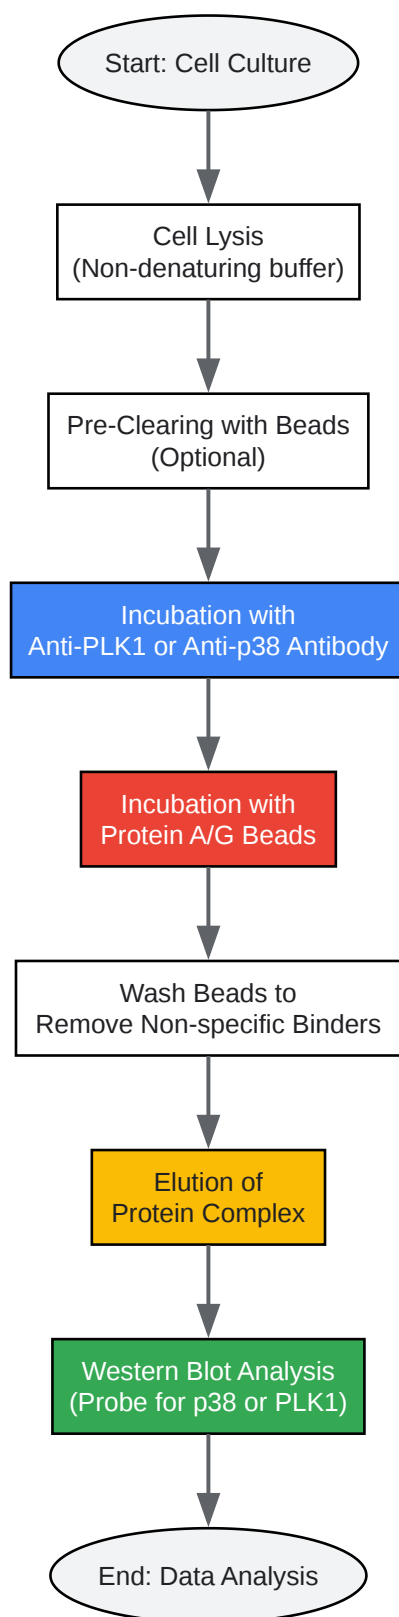 Start: Cell Culture
Cell Lysis
(Non-denaturing buffer)
Pre-Clearing with Beads
(Optional)
Incubation with
Anti-PLK1 or Anti-p38 Antibody
Incubation with
Protein A/G Beads
Wash Beads to
Remove Non-specific Binders
Elution of
Protein Complex
Western Blot Analysis
(Probe for p38 or PLK1)
End: Data Analysis